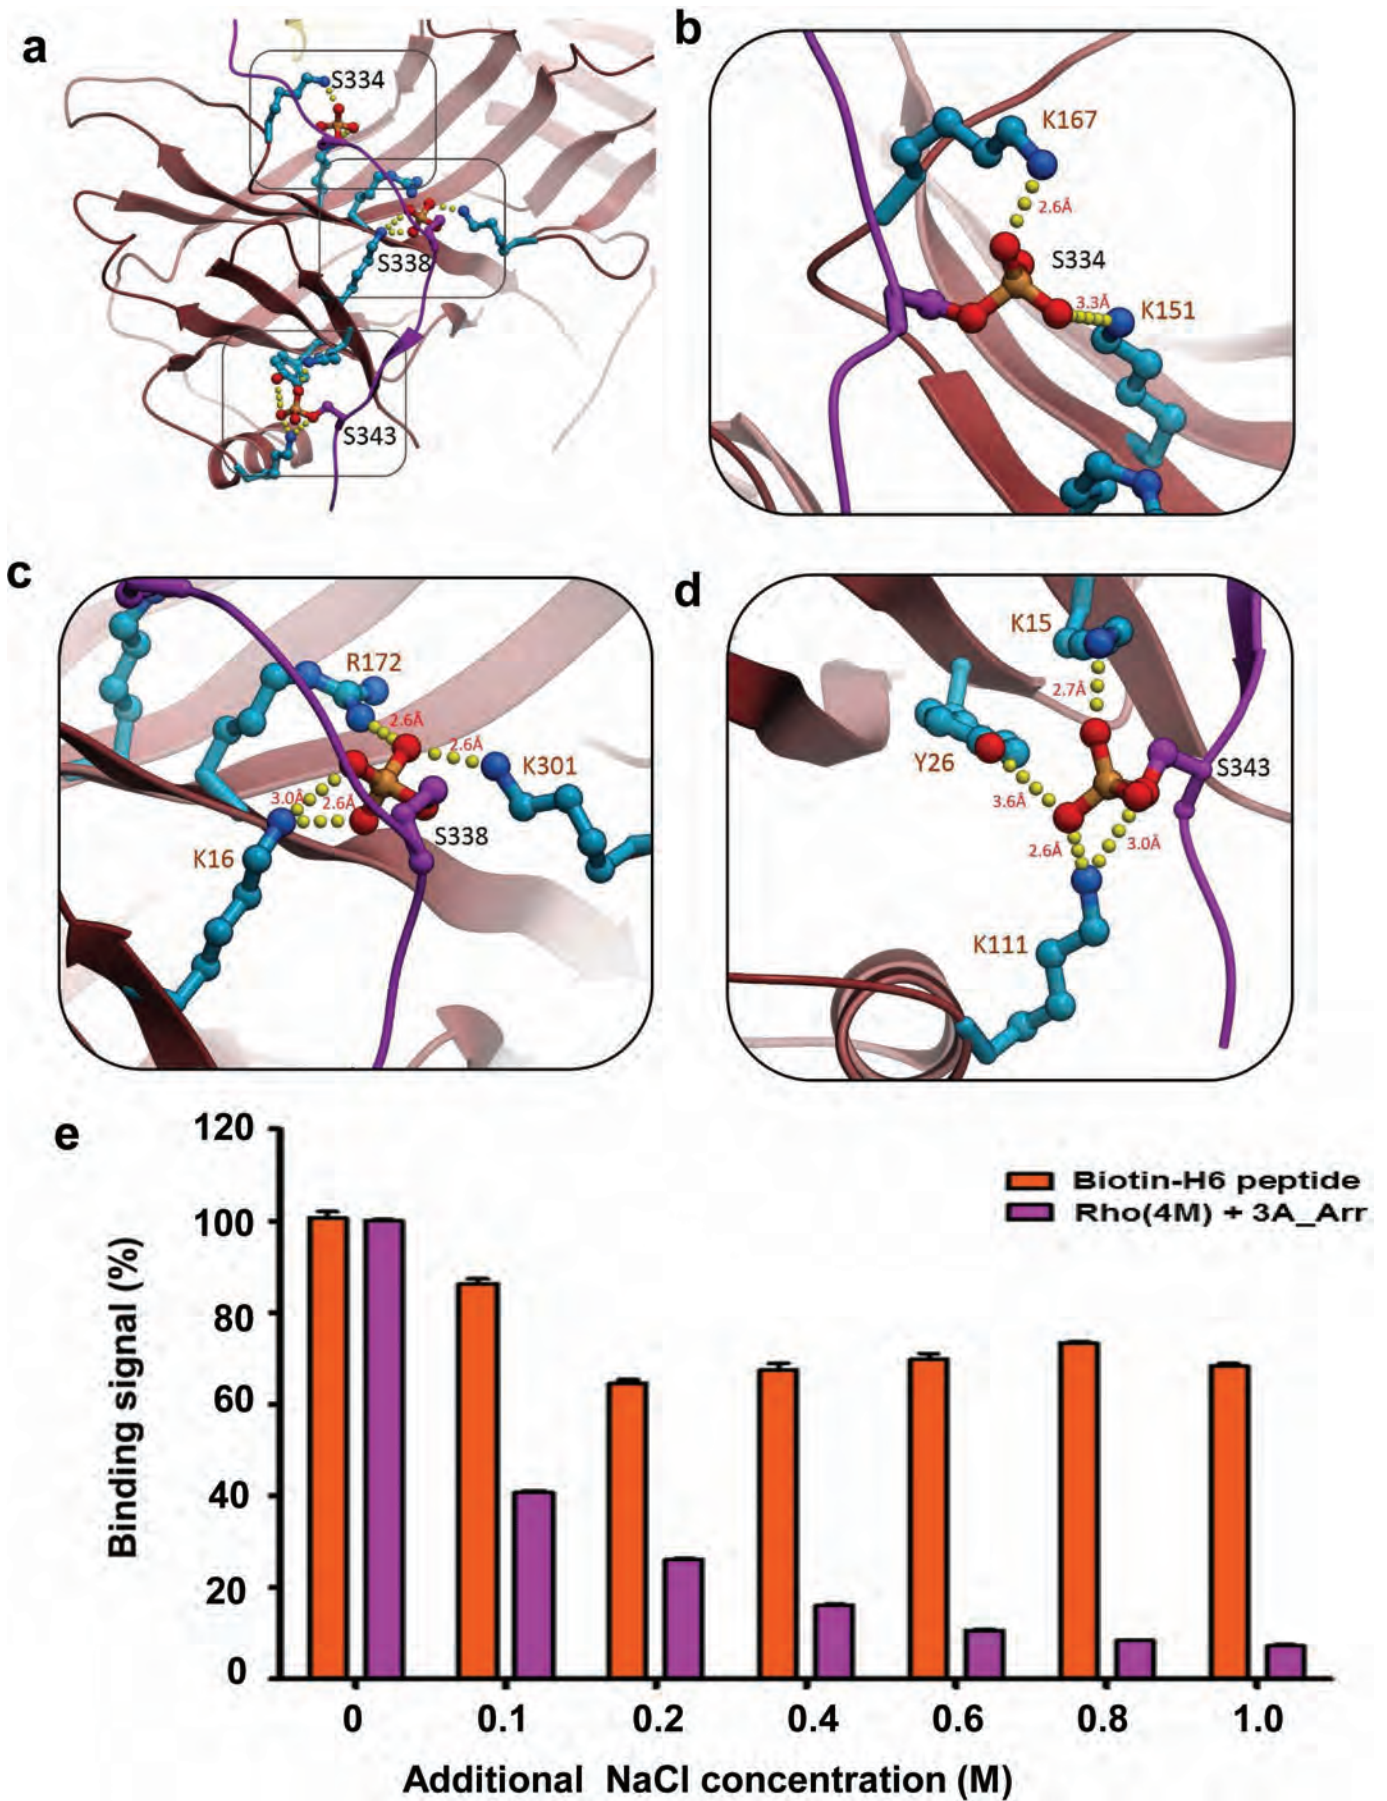 a
S334
S338
S343
b
K167
2.6Å
S334
3.3Å
K151
c
R172
2.6Å
2.6Å
K301
3.0Å
2.6Å
S338
K16
d
K15
2.7Å
Y26
S343
3.6Å
2.6Å
3.0Å
K111
e
120
100
80
60
40
20
0
Binding signal (%)
Biotin-H6 peptide
Rho(4M) + 3A_Arr
0 0.1 0.2 0.4 0.6 0.8 1.0
Additional NaCl concentration (M)